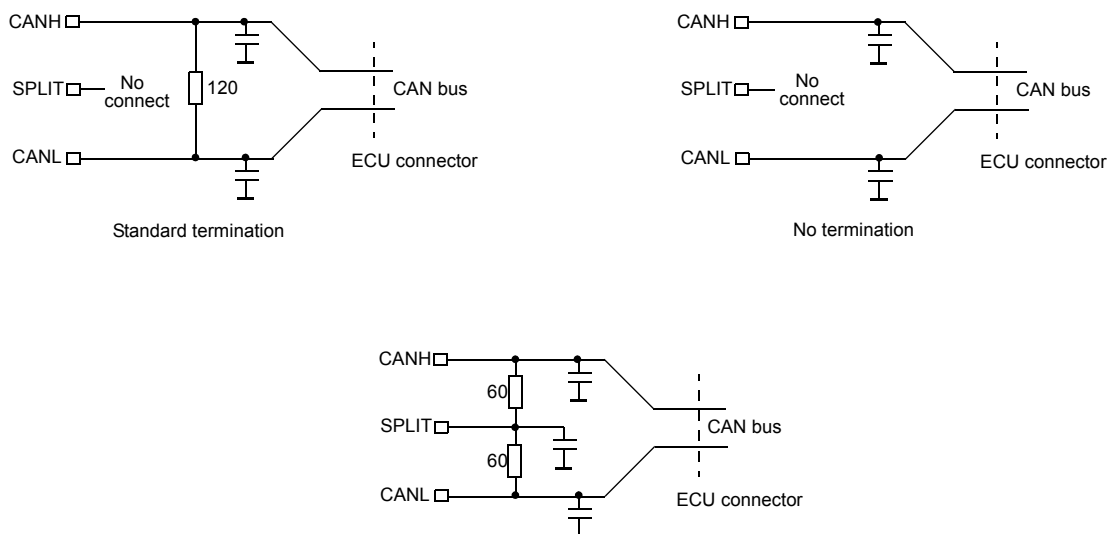 CANH
SPLIT
No
connect
120
CANL
CAN bus
ECU connector
Standard termination
CANH
SPLIT
No
connect
CANL
CAN bus
ECU connector
No termination
CANH
60
SPLIT
60
CANL
CAN bus
ECU connector